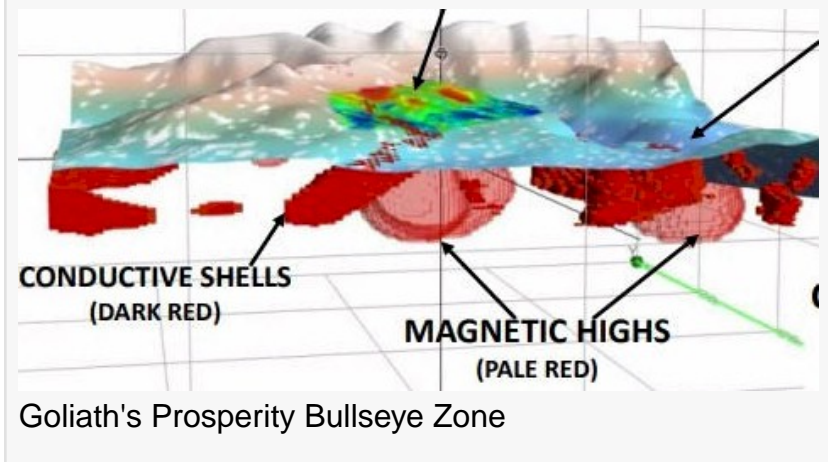 CONDUCTIVE SHELLS
(DARK RED)
MAGNETIC HIGHS
(PALE RED)
Goliath's Prosperity Bullseye Zone